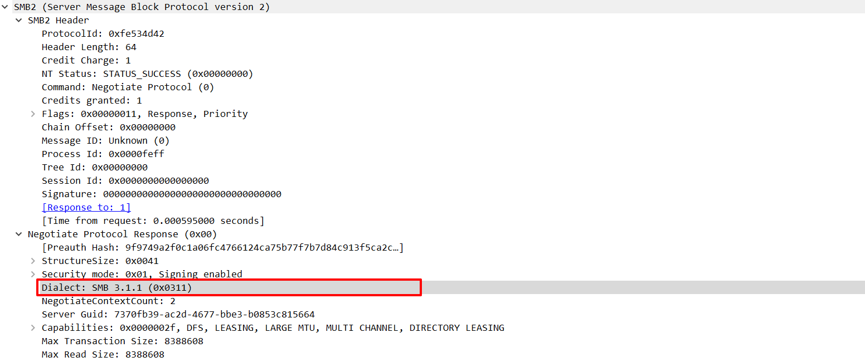 SMB2 (Server Message Block Protocol version 2)
SMB2 Header
ProtocolId: 0xfe534d42
Header Length: 64
Credit Charge: 1
NT Status: STATUS_SUCCESS (0x00000000)
Command: Negotiate Protocol (0)
Credits granted: 1
Flags: 0x00000011, Response, Priority
Chain Offset: 0x00000000
Message ID: Unknown (0)
Process Id: 0x0000feff
Tree Id: 0x00000000
Session Id: 0x0000000000000000
Signature: 00000000000000000000000000000000
[Response to: 1]
[Time from request: 0.000595000 seconds]
Negotiate Protocol Response (0x00)
[Preauth Hash: 9f9749a2f0c1a06fc4766124ca75b77f7b7d84c913f5ca2c…]
StructureSize: 0x0041
Security mode: 0x01, Signing enabled
Dialect: SMB 3.1.1 (0x0311)
NegotiateContextCount: 2
Server Guid: 7370fb39-ac2d-4677-bbe3-b0853c815664
Capabilities: 0x0000002f, DFS, LEASING, LARGE MTU, MULTI CHANNEL, DIRECTORY LEASING
Max Transaction Size: 8388608
Max Read Size: 8388608